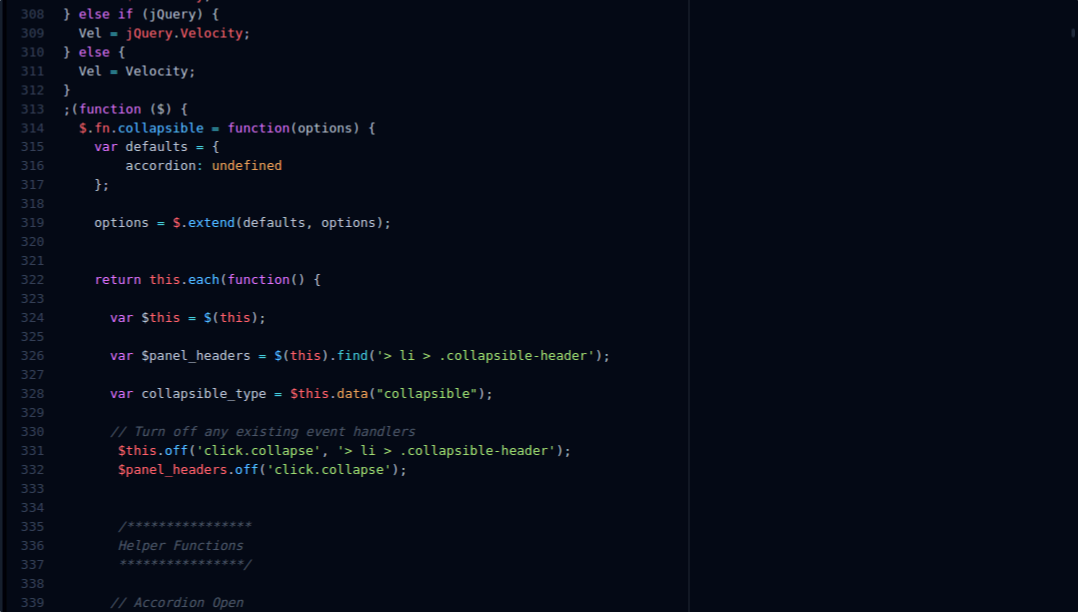 308 } else if (jQuery) {
309   Vel = jQuery.Velocity;
310 } else {
311   Vel = Velocity;
312 }
313 ;(function ($) {
314   $.fn.collapsible = function(options) {
315     var defaults = {
316         accordion: undefined
317     };
318
319     options = $.extend(defaults, options);
320
321
322     return this.each(function() {
323
324       var $this = $(this);
325
326       var $panel_headers = $(this).find('> li > .collapsible-header');
327
328       var collapsible_type = $this.data("collapsible");
329
330       // Turn off any existing event handlers
331        $this.off('click.collapse', '> li > .collapsible-header');
332        $panel_headers.off('click.collapse');
333
334
335        /****************
336        Helper Functions
337        ****************/
338
339       // Accordion Open